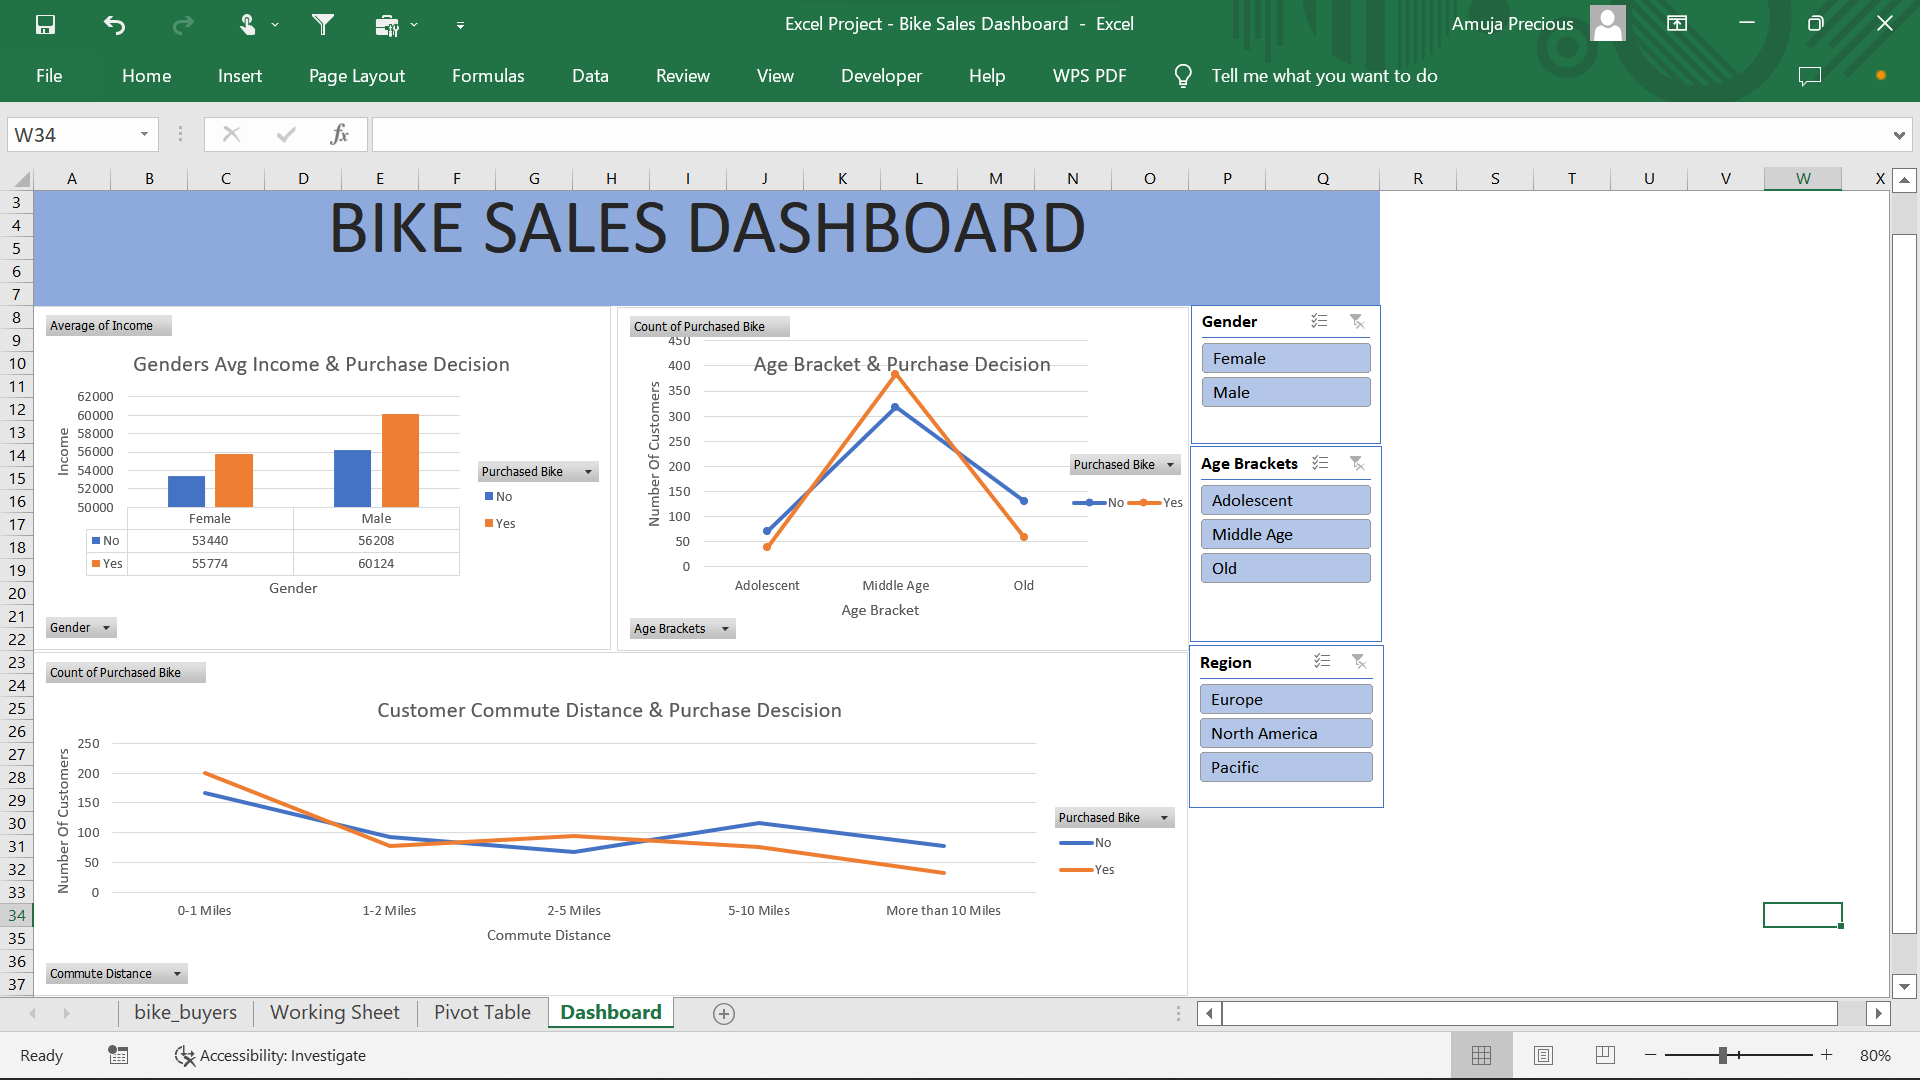 Excel Project - Bike Sales Dashboard - Excel
Amuja Precious
File Home Insert Page Layout Formulas Data Review View Developer Help WPS PDF Tell me what you want to do
W34
fx
A B C D E F G H I J K L M N O P Q R S T U V W X
3
4
5
6
7
8
9
10
11
12
13
14
15
16
17
18
19
20
21
22
23
24
25
26
27
28
29
30
31
32
33
34
35
36
37
BIKE SALES DASHBOARD
Average of Income
Genders Avg Income & Purchase Decision
Income
62000
60000
58000
56000
54000
52000
50000
Female Male
No 53440 56208
Yes 55774 60124
Gender
Purchased Bike
No
Yes
Gender
Count of Purchased Bike
Age Bracket & Purchase Decision
Number Of Customers
450
400
350
300
250
200
150
100
50
0
Adolescent Middle Age Old
Age Bracket
Purchased Bike
No Yes
Age Brackets
Gender
Female
Male
Age Brackets
Adolescent
Middle Age
Old
Region
Europe
North America
Pacific
Count of Purchased Bike
Customer Commute Distance & Purchase Descision
Number Of Customers
250
200
150
100
50
0
0-1 Miles 1-2 Miles 2-5 Miles 5-10 Miles More than 10 Miles
Commute Distance
Purchased Bike
No
Yes
Commute Distance
bike_buyers Working Sheet Pivot Table Dashboard
Ready
Accessibility: Investigate
80%